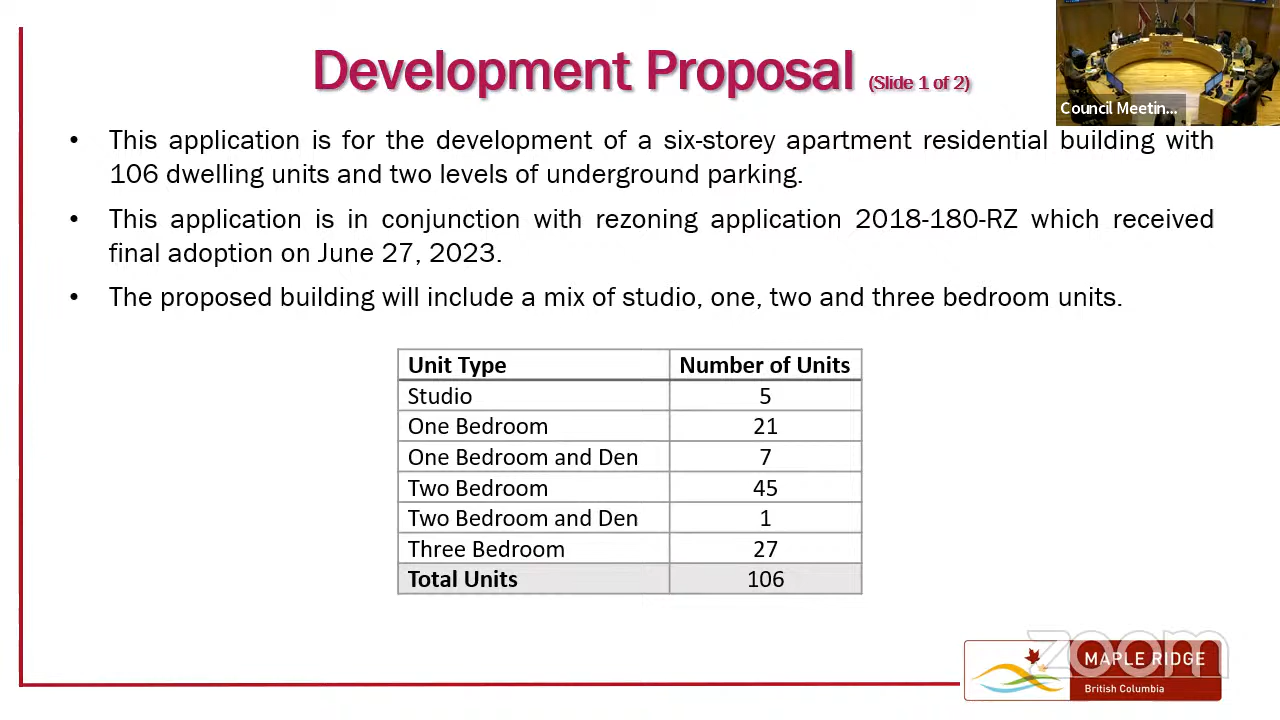 Development Proposal (Slide 1 of 2)
Council Meetin...
• This application is for the development of a six-storey apartment residential building with
106 dwelling units and two levels of underground parking.
• This application is in conjunction with rezoning application 2018-180-RZ which received
final adoption on June 27, 2023.
• The proposed building will include a mix of studio, one, two and three bedroom units.
Unit Type Number of Units
Studio 5
One Bedroom 21
One Bedroom and Den 7
Two Bedroom 45
Two Bedroom and Den 1
Three Bedroom 27
Total Units 106
zoom
MAPLE RIDGE
British Columbia